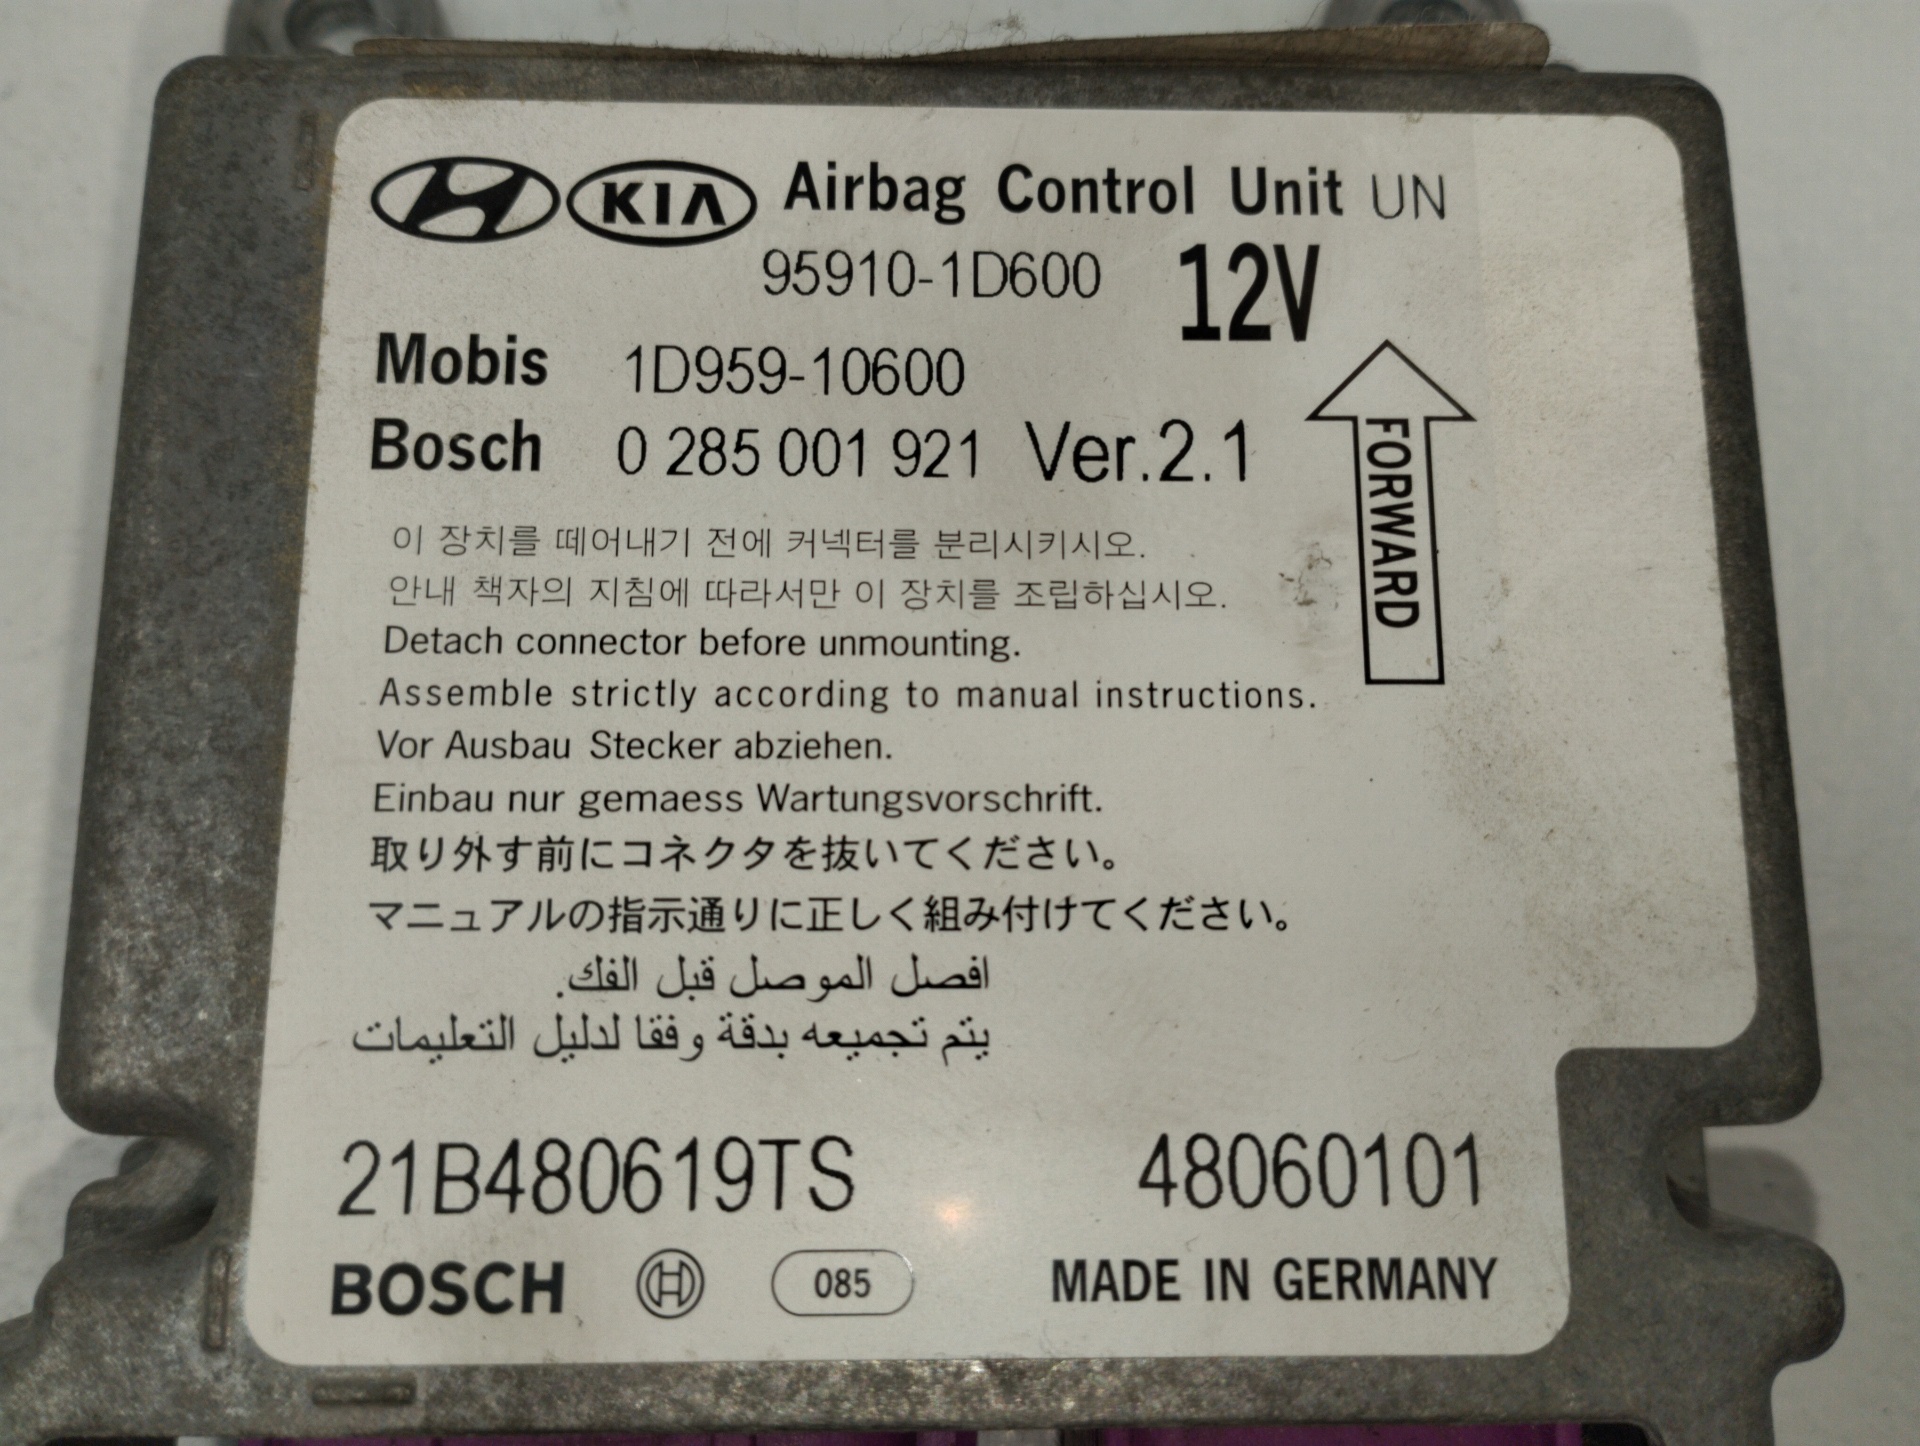 KIA Airbag Control Unit UN
95910-1D600 12V
Mobis 1D959-10600
Bosch 0 285 001 921 Ver.2.1
FORWARD
이 장치를 떼어내기 전에 커넥터를 분리시키시오.
안내 책자의 지침에 따라서만 이 장치를 조립하십시오.
Detach connector before unmounting.
Assemble strictly according to manual instructions.
Vor Ausbau Stecker abziehen.
Einbau nur gemaess Wartungsvorschrift.
取り外す前にコネクタを抜いてください。
マニュアルの指示通りに正しく組み付けてください。
افصل الموصل قبل الفك.
يتم تجميعه بدقة وفقا لدليل التعليمات
21B480619TS 48060101
BOSCH 085 MADE IN GERMANY